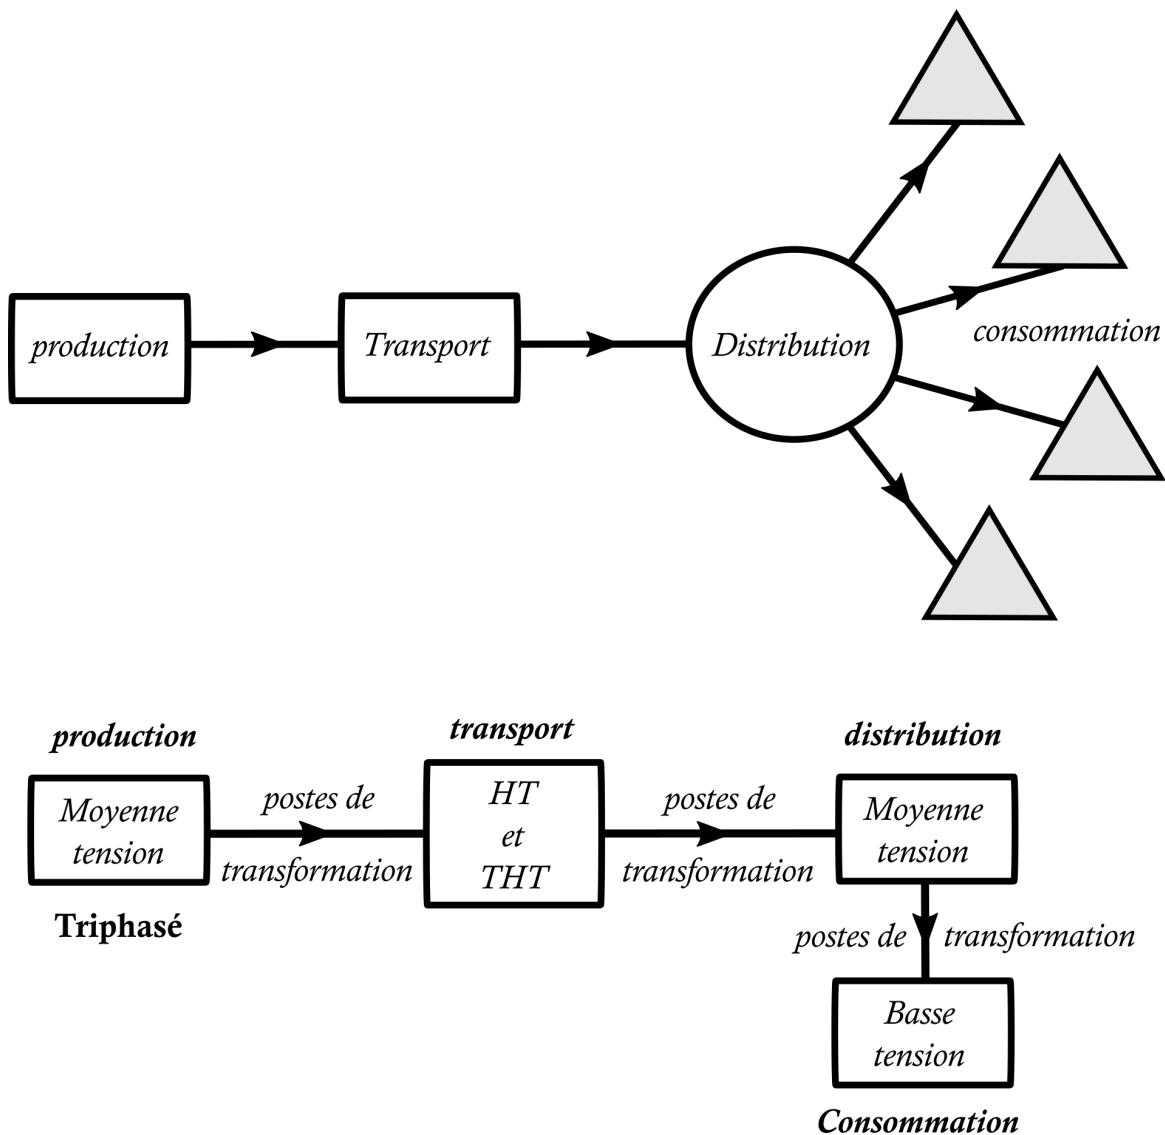 production
Transport
Distribution
consommation
production
transport
distribution
Moyenne
tension
postes de
transformation
HT
et
THT
postes de
transformation
Moyenne
tension
Triphasé
postes de
transformation
Basse
tension
Consommation